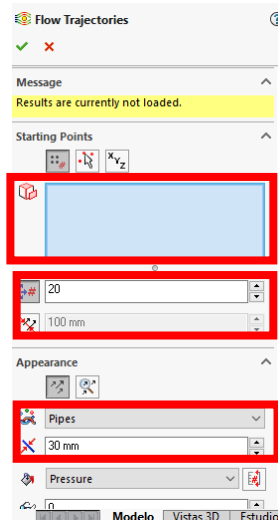 Flow Trajectories
Message
Results are currently not loaded.
Starting Points
X Y Z
#
20
100 mm
Appearance
Pipes
30 mm
Pressure
0
Modelo Vistas 3D Estudio